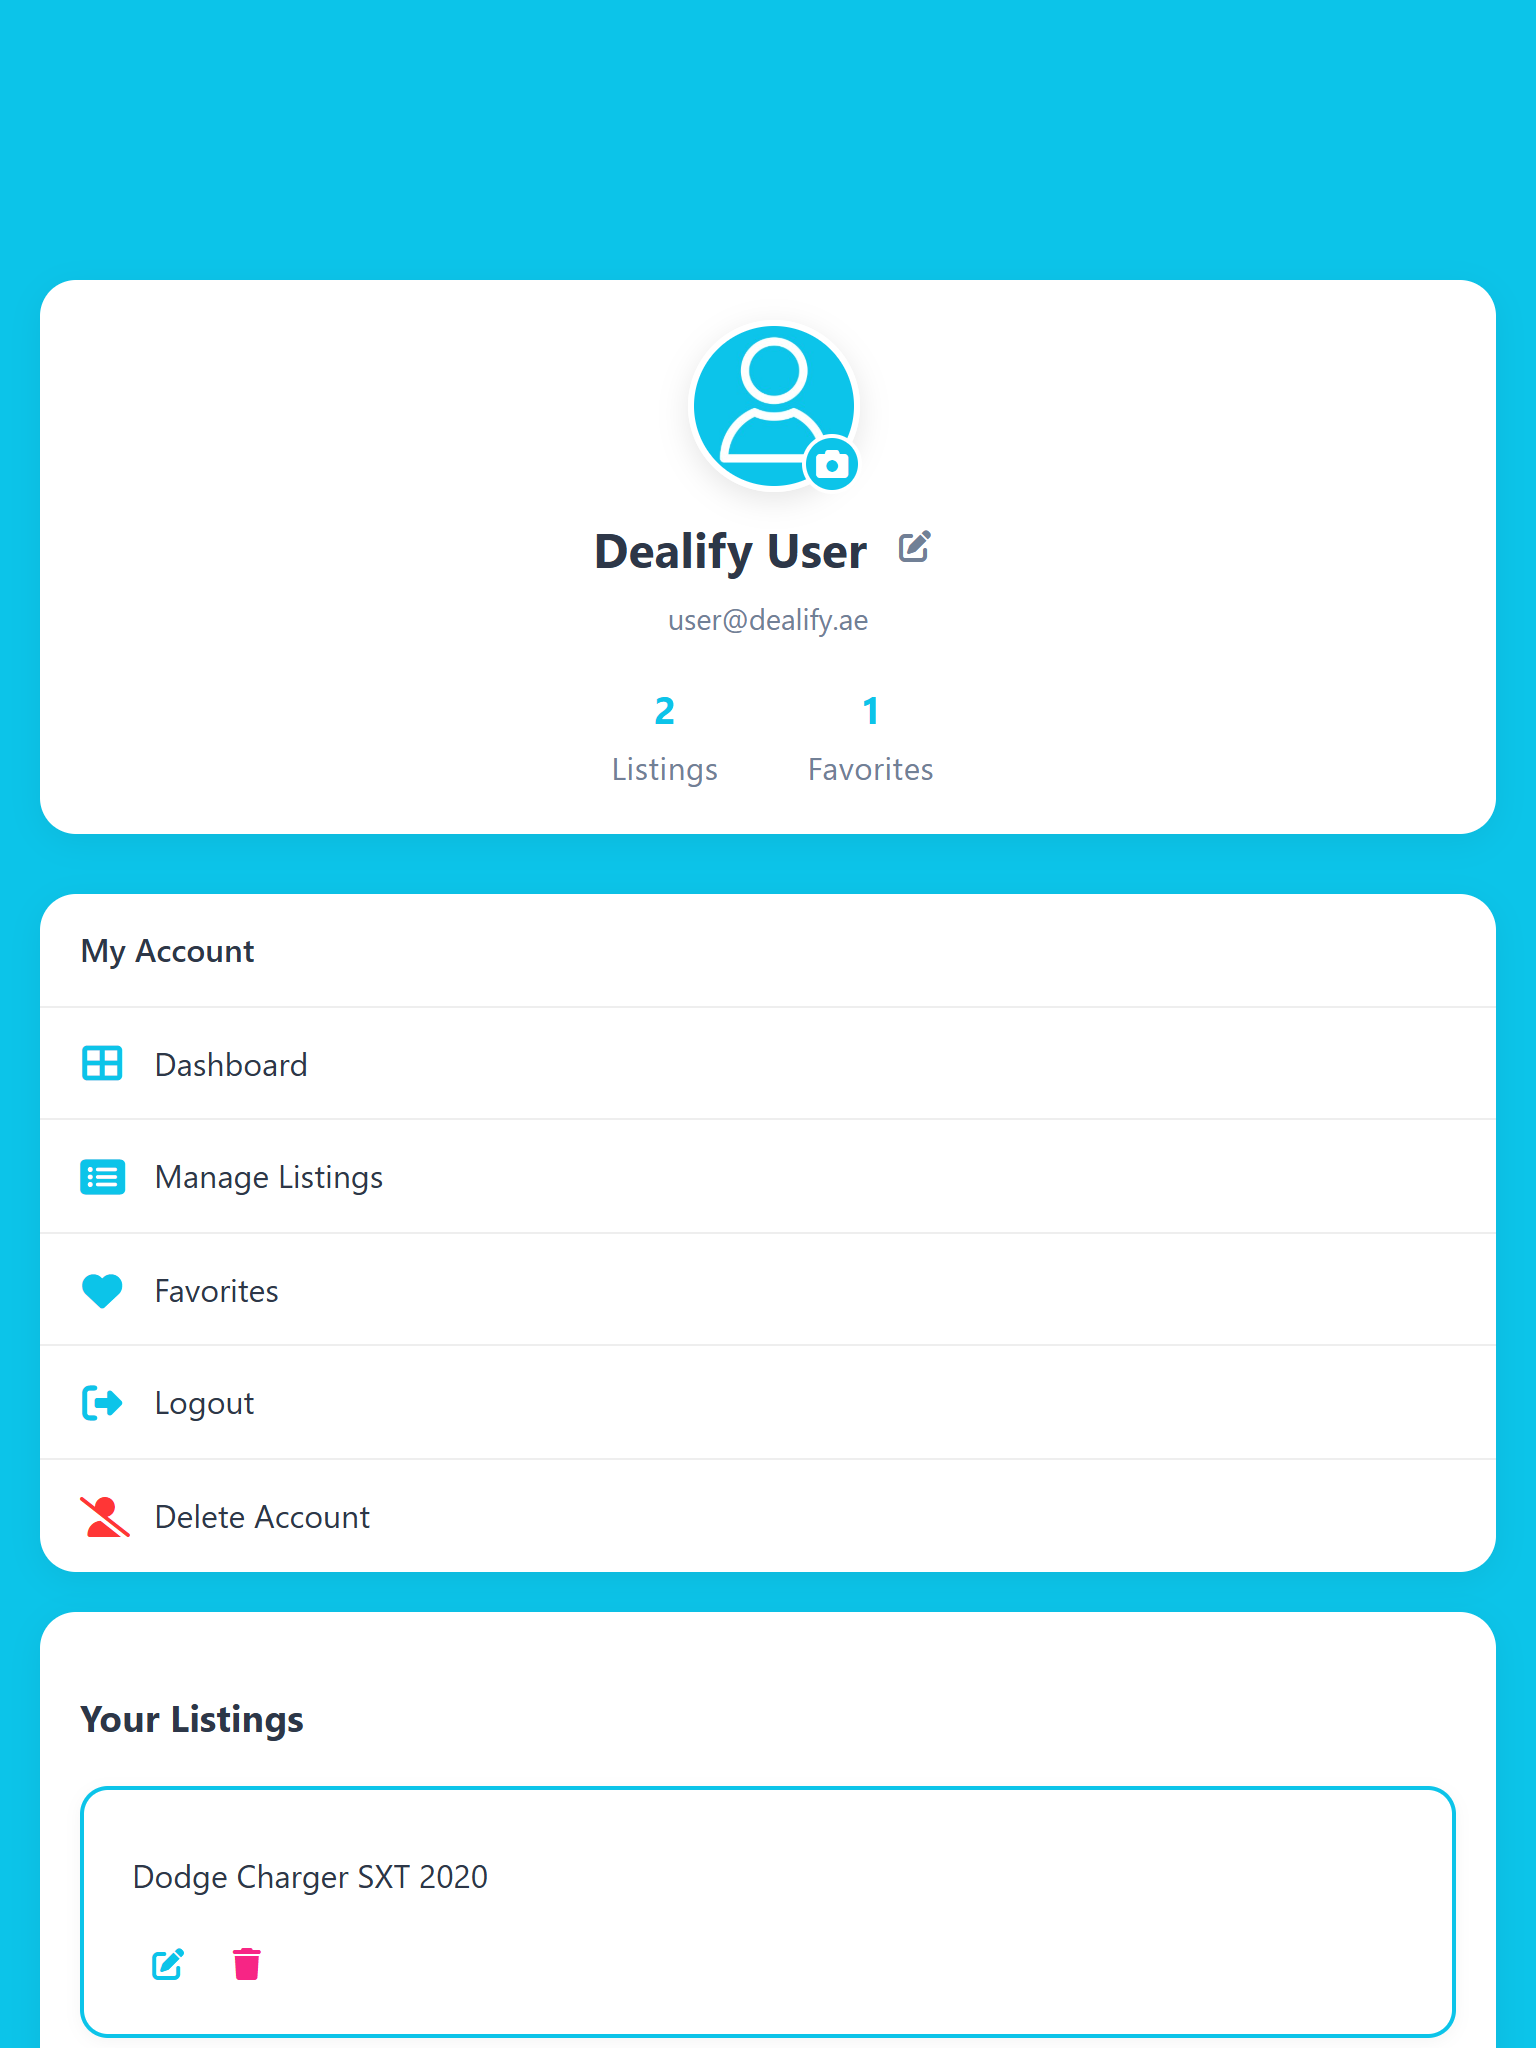 Dealify User
user@dealify.ae
2 1
Listings Favorites
My Account
Dashboard
Manage Listings
Favorites
Logout
Delete Account
Your Listings
Dodge Charger SXT 2020